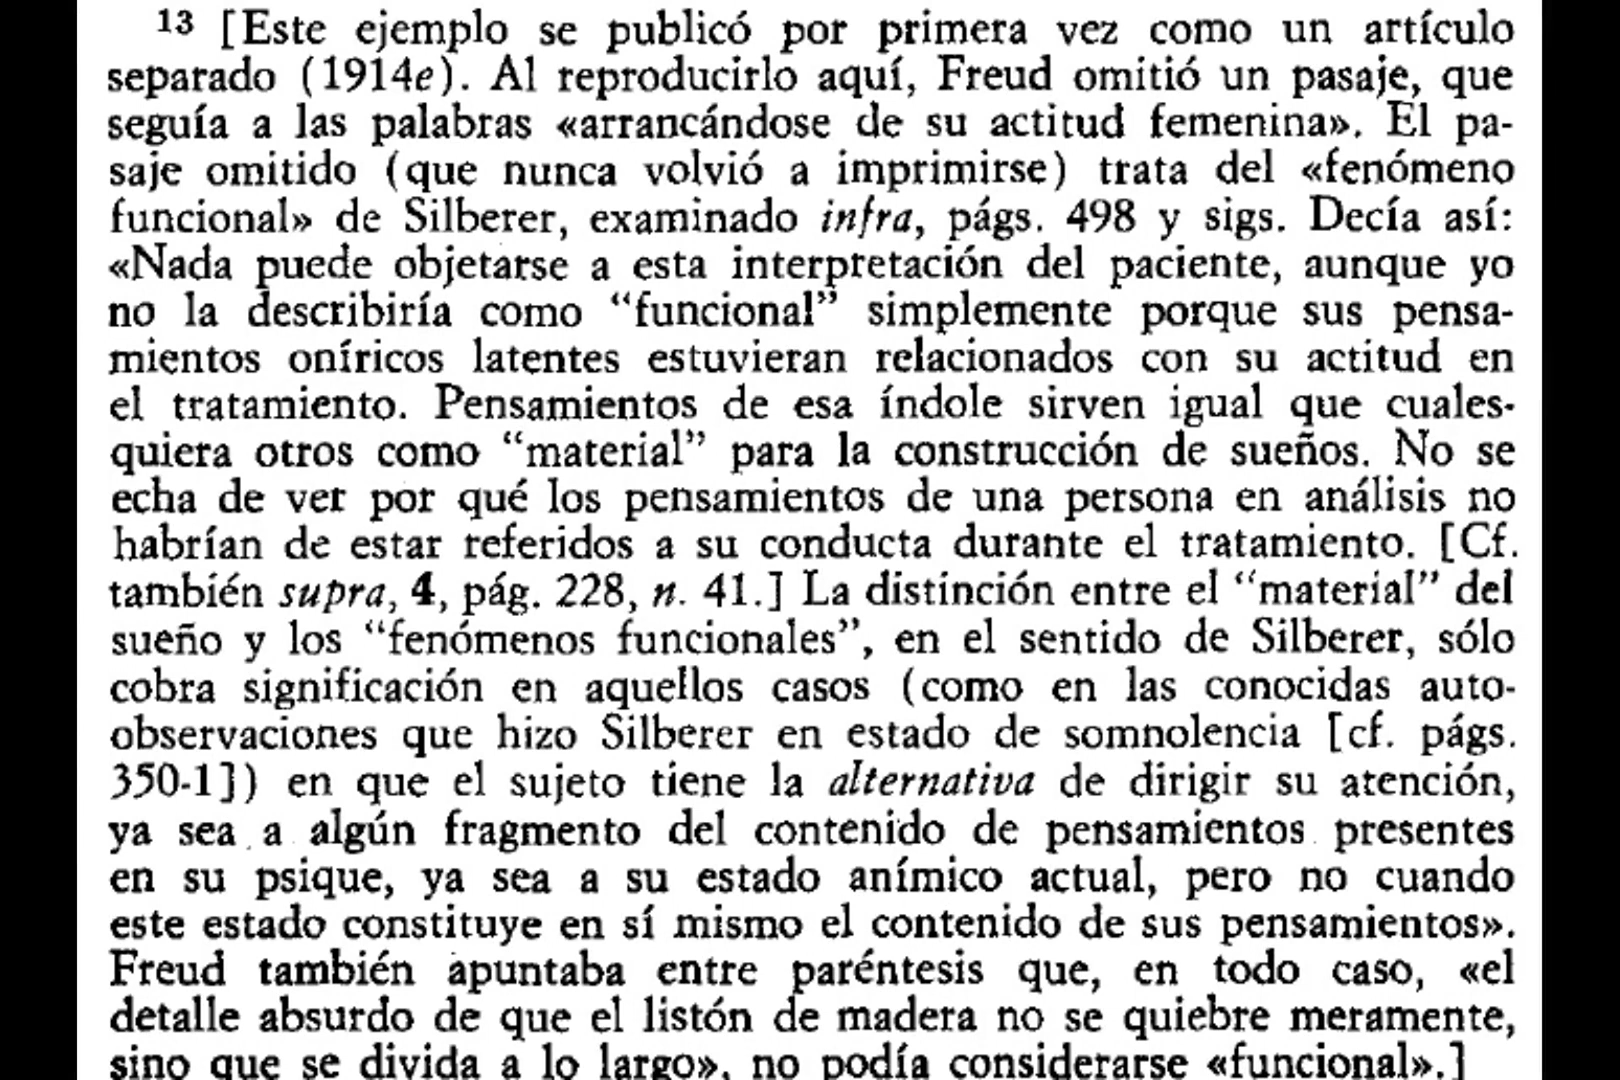 13 [Este ejemplo se publicó por primera vez como un artículo
separado (1914e). Al reproducirlo aquí, Freud omitió un pasaje, que
seguía a las palabras «arrancándose de su actitud femenina». El pa-
saje omitido (que nunca volvió a imprimirse) trata del «fenómeno
funcional» de Silberer, examinado infra, págs. 498 y sigs. Decía así:
«Nada puede objetarse a esta interpretación del paciente, aunque yo
no la describiría como “funcional” simplemente porque sus pensa-
mientos oníricos latentes estuvieran relacionados con su actitud en
el tratamiento. Pensamientos de esa índole sirven igual que cuales-
quiera otros como “material” para la construcción de sueños. No se
echa de ver por qué los pensamientos de una persona en análisis no
habrían de estar referidos a su conducta durante el tratamiento. [Cf.
también supra, 4, pág. 228, n. 41.] La distinción entre el “material” del
sueño y los “fenómenos funcionales”, en el sentido de Silberer, sólo
cobra significación en aquellos casos (como en las conocidas auto-
observaciones que hizo Silberer en estado de somnolencia [cf. págs.
350-1]) en que el sujeto tiene la alternativa de dirigir su atención,
ya sea a algún fragmento del contenido de pensamientos presentes
en su psique, ya sea a su estado anímico actual, pero no cuando
este estado constituye en sí mismo el contenido de sus pensamientos».
Freud también apuntaba entre paréntesis que, en todo caso, «el
detalle absurdo de que el listón de madera no se quiebre meramente,
sino que se divida a lo largo», no podía considerarse «funcional».]